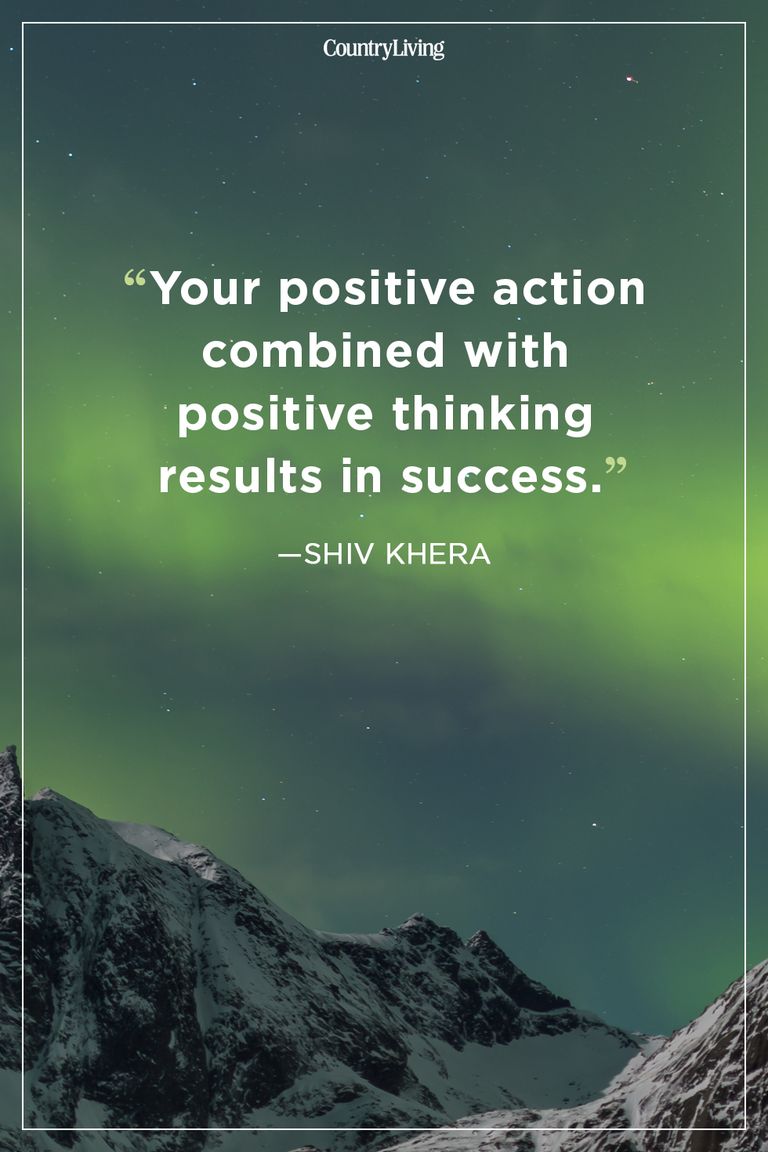 CountryLiving
“Your positive action
combined with
positive thinking
results in success.”
—SHIV KHERA